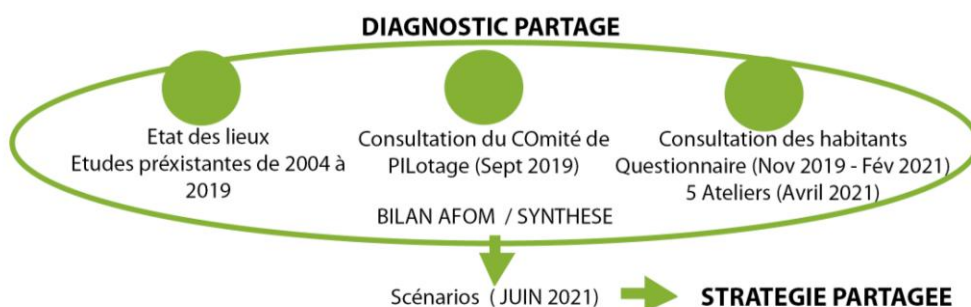 DIAGNOSTIC PARTAGE
Etat des lieux
Etudes préxistantes de 2004 à
2019
Consultation du COmité de
PILotage (Sept 2019)
Consultation des habitants
Questionnaire (Nov 2019 - Fév 2021)
5 Ateliers (Avril 2021)
BILAN AFOM / SYNTHESE
Scénarios ( JUIN 2021)
STRATEGIE PARTAGEE